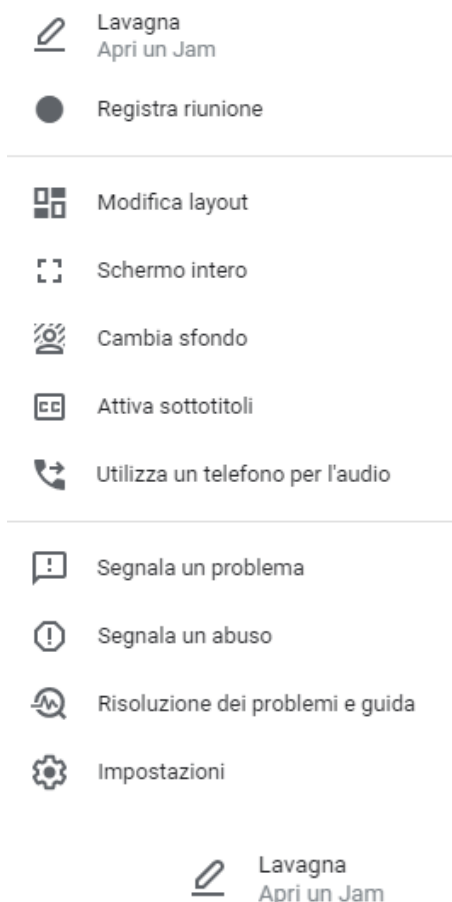 Lavagna
Apri un Jam
Registra riunione
Modifica layout
Schermo intero
Cambia sfondo
CC
Attiva sottotitoli
Utilizza un telefono per l'audio
Segnala un problema
Segnala un abuso
Risoluzione dei problemi e guida
Impostazioni
Lavagna
Apri un Jam